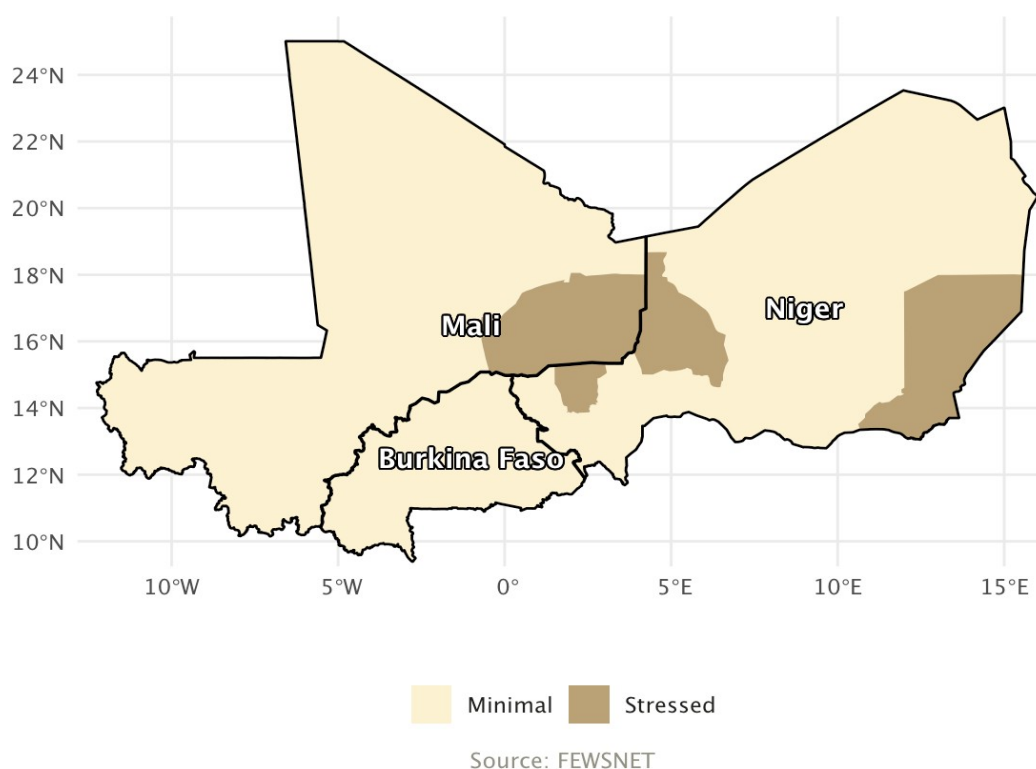 24°N
22°N
20°N
18°N
16°N
14°N
12°N
10°N
Mali
Niger
Burkina Faso
10°W 5°W 0° 5°E 10°E 15°E
Minimal Stressed
Source: FEWSNET